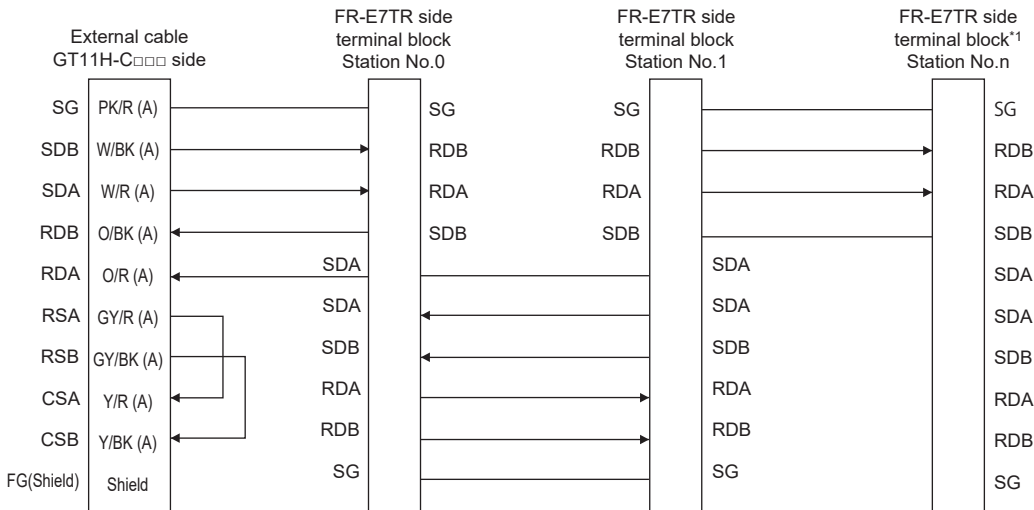 External cable
GT11H-C□□□ side
FR-E7TR side
terminal block
Station No.0
FR-E7TR side
terminal block
Station No.1
FR-E7TR side
terminal block*1
Station No.n
SG PK/R (A) SG SG SG
SDB W/BK (A) RDB RDB RDB
SDA W/R (A) RDA RDA RDA
RDB O/BK (A) SDB SDB SDB
RDA O/R (A) SDA SDA SDA
RSA GY/R (A) SDA SDA SDA
RSB GY/BK (A) SDB SDB SDB
CSA Y/R (A) RDA RDA RDA
CSB Y/BK (A) RDB RDB RDB
FG(Shield) Shield SG SG SG